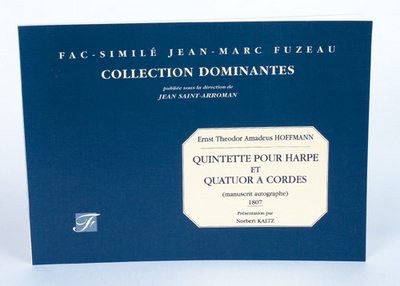 FAC-SIMILÉ JEAN-MARC FUZEAU
COLLECTION DOMINANTES
publiée sous la direction de
JEAN SAINT-ARROMAN
Ernst Theodor Amadeus HOFFMANN
QUINTETTE POUR HARPE
ET
QUATUOR A CORDES
(manuscrit autographe)
1807
Présentation par
Norbert KALTZ